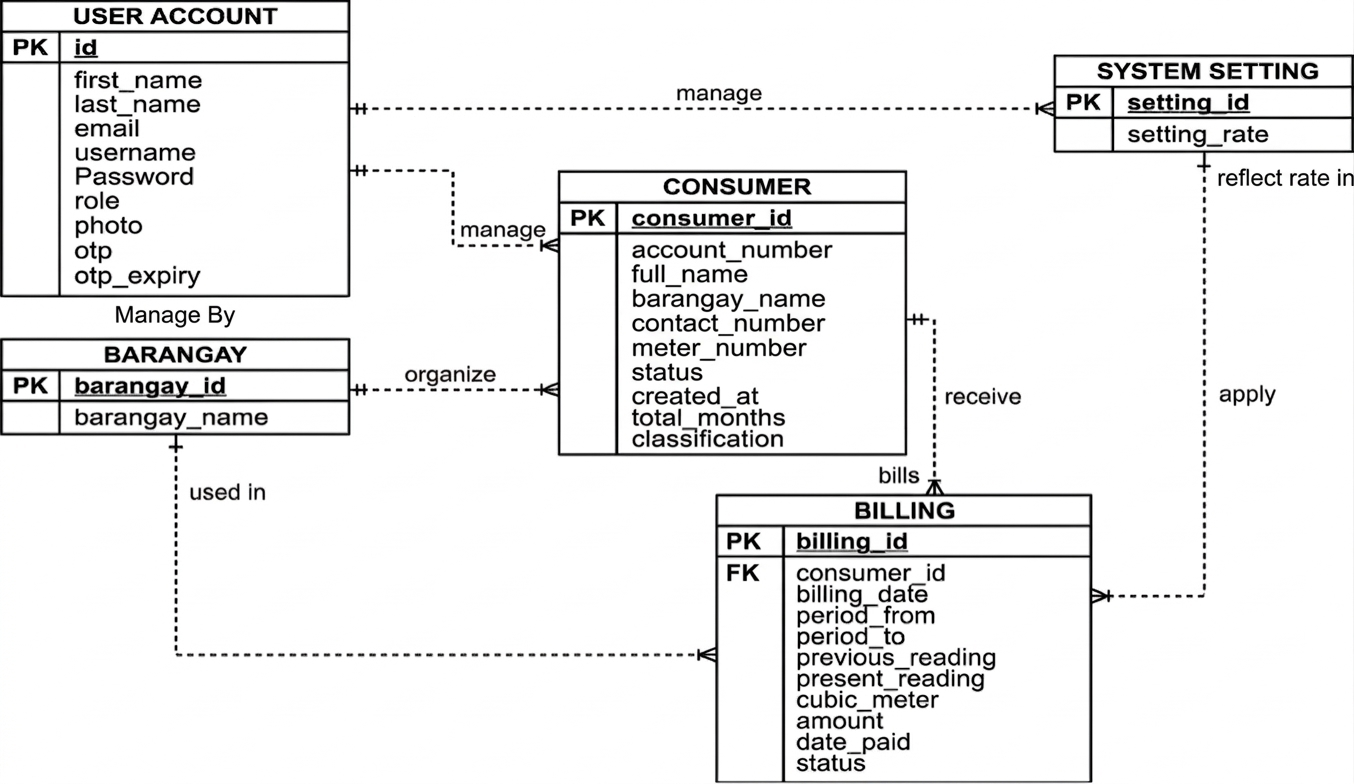 USER ACCOUNT
PK id
first_name
last_name
email
username
Password
role
photo
otp
otp_expiry
manage
SYSTEM SETTING
PK setting_id
setting_rate
reflect rate in
manage
CONSUMER
PK consumer_id
account_number
full_name
barangay_name
contact_number
meter_number
status
created_at
total_months
classification
Manage By
BARANGAY
PK barangay_id
barangay_name
organize
receive
apply
used in
bills
BILLING
PK billing_id
FK consumer_id
billing_date
period_from
period_to
previous_reading
present_reading
cubic_meter
amount
date_paid
status